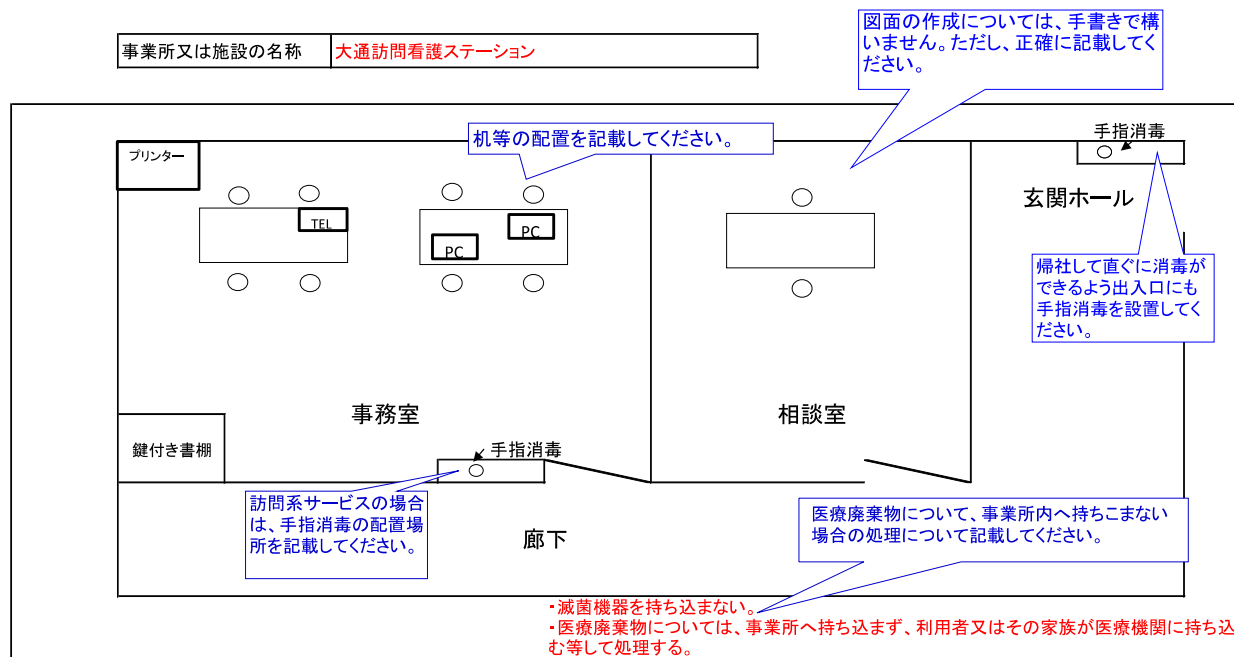 事業所又は施設の名称
大通訪問看護ステーション
図面の作成については、手書きで構
いません。ただし、正確に記載してく
ださい。
机等の配置を記載してください。
手指消毒
プリンター
玄関ホール
TEL
PC
PC
帰社して直ぐに消毒が
できるよう出入口にも
手指消毒を設置してく
ださい。
事務室
相談室
鍵付き書棚
手指消毒
訪問系サービスの場合
は、手指消毒の配置場
所を記載してください。
廊下
医療廃棄物について、事業所内へ持ちこまない
場合の処理について記載してください。
・滅菌機器を持ち込まない。
・医療廃棄物については、事業所へ持ち込まず、利用者又はその家族が医療機関に持ち込
む等して処理する。